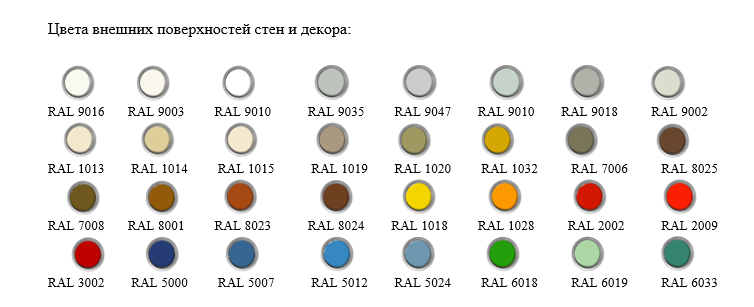 Цвета внешних поверхностей стен и декора:
RAL 9016 RAL 9003 RAL 9010 RAL 9035 RAL 9047 RAL 9010 RAL 9018 RAL 9002
RAL 1013 RAL 1014 RAL 1015 RAL 1019 RAL 1020 RAL 1032 RAL 7006 RAL 8025
RAL 7008 RAL 8001 RAL 8023 RAL 8024 RAL 1018 RAL 1028 RAL 2002 RAL 2009
RAL 3002 RAL 5000 RAL 5007 RAL 5012 RAL 5024 RAL 6018 RAL 6019 RAL 6033